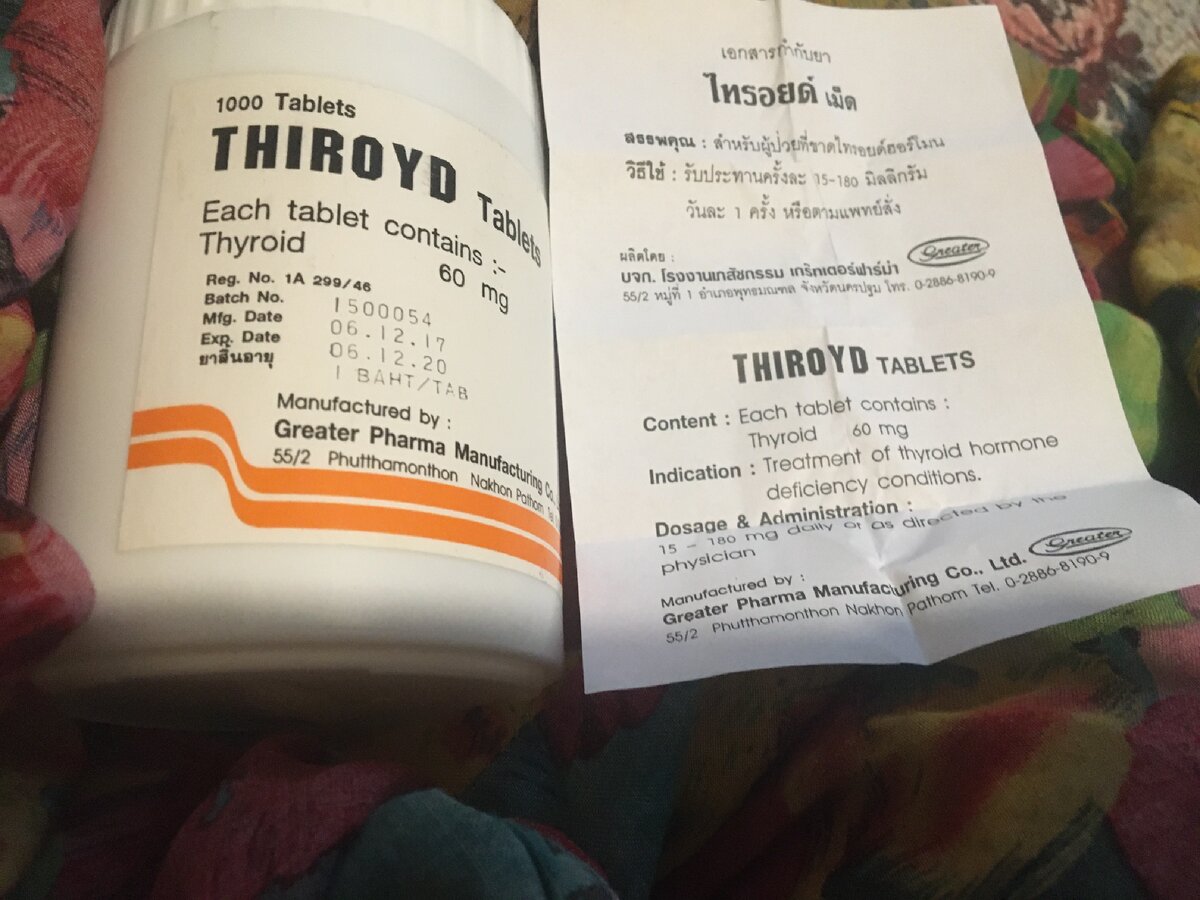 1000 Tablets
THIROYD Tablets
Each tablet contains :-
Thyroid 60 mg
Reg. No. 1A 299/46
Batch No. 1500054
Mfg. Date 06.12.17
Exp. Date 06.12.20
ยาสิ้นอายุ 1 BAHT/TAB
Manufactured by :
Greater Pharma Manufacturing Co.
55/2 Phutthamonthon Nakhon Pathom
เอกสารกำกับยา
ไทรอยด์ เม็ด
สรรพคุณ : สำหรับผู้ป่วยที่ขาดไทรอยด์ฮอร์โมน
วิธีใช้ : รับประทานครั้งละ 15-180 มิลลิกรัม
วันละ 1 ครั้ง หรือตามแพทย์สั่ง
ผลิตโดย :
Greater
บจก. โรงงานเภสัชกรรม เกร๊ทเตอร์ฟาร์ม่า
55/2 หมู่ที่ 1 อำเภอพุทธมณฑล จังหวัดนครปฐม โทร. 0-2886-8190-9
THIROYD TABLETS
Content : Each tablet contains :
Thyroid 60 mg
Indication : Treatment of thyroid hormone
deficiency conditions.
Dosage & Administration :
15 - 180 mg daily or as directed by the
physician
Manufactured by :
Greater
Greater Pharma Manufacturing Co., Ltd.
55/2 Phutthamonthon Nakhon Pathom Tel. 0-2886-8190-9